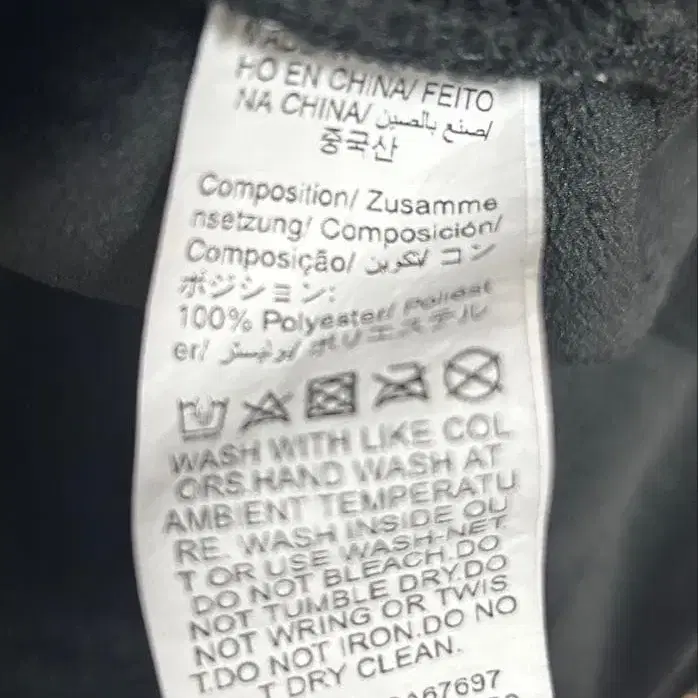 HO EN CHINA/ FEITO
NA CHINA/ صنع بالصين/
중국산
Composition/ Zusamme
nsetzung/ Composición/
Composição/ تكوين/ コン
ポジション:
100% Polyester/ Poliést
er/ بوليستر/ ポリエステル
WASH WITH LIKE COL
ORS.HAND WASH AT
AMBIENT TEMPERATU
RE. WASH INSIDE OU
T OR USE WASH-NET.
DO NOT BLEACH.DO
NOT TUMBLE DRY.DO
NOT WRING OR TWIS
T.DO NOT IRON.DO NO
T DRY CLEAN.
A67697